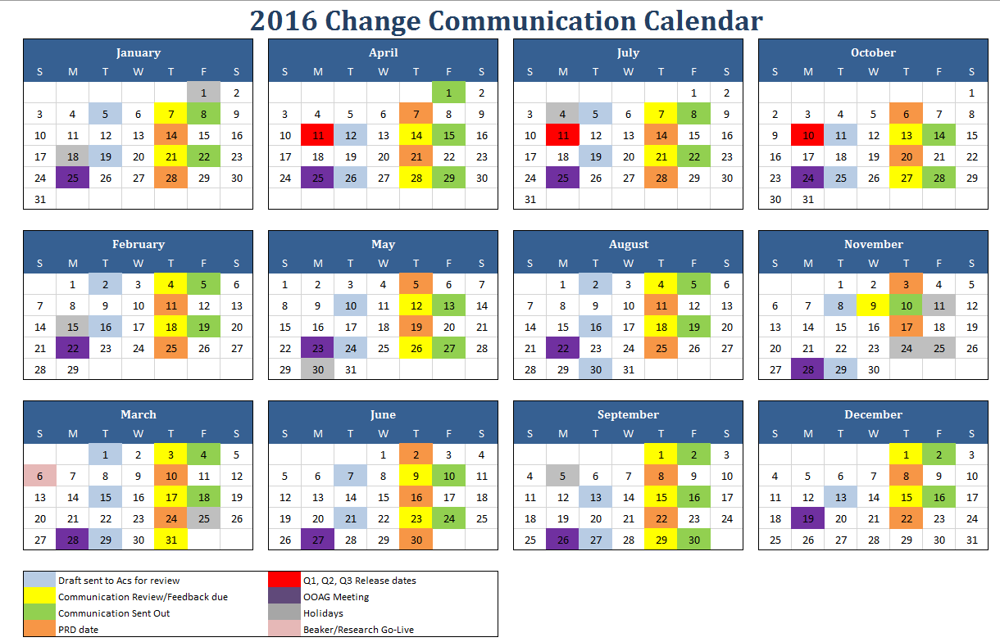 2016 Change Communication Calendar
January
S M T W T F S
1 2
3 4 5 6 7 8 9
10 11 12 13 14 15 16
17 18 19 20 21 22 23
24 25 26 27 28 29 30
31
April
S M T W T F S
1 2
3 4 5 6 7 8 9
10 11 12 13 14 15 16
17 18 19 20 21 22 23
24 25 26 27 28 29 30
July
S M T W T F S
1 2
3 4 5 6 7 8 9
10 11 12 13 14 15 16
17 18 19 20 21 22 23
24 25 26 27 28 29 30
31
October
S M T W T F S
1
2 3 4 5 6 7 8
9 10 11 12 13 14 15
16 17 18 19 20 21 22
23 24 25 26 27 28 29
30 31
February
S M T W T F S
1 2 3 4 5 6
7 8 9 10 11 12 13
14 15 16 17 18 19 20
21 22 23 24 25 26 27
28 29
May
S M T W T F S
1 2 3 4 5 6 7
8 9 10 11 12 13 14
15 16 17 18 19 20 21
22 23 24 25 26 27 28
29 30 31
August
S M T W T F S
1 2 3 4 5 6
7 8 9 10 11 12 13
14 15 16 17 18 19 20
21 22 23 24 25 26 27
28 29 30 31
November
S M T W T F S
1 2 3 4 5
6 7 8 9 10 11 12
13 14 15 16 17 18 19
20 21 22 23 24 25 26
27 28 29 30
March
S M T W T F S
1 2 3 4 5
6 7 8 9 10 11 12
13 14 15 16 17 18 19
20 21 22 23 24 25 26
27 28 29 30 31
June
S M T W T F S
1 2 3 4
5 6 7 8 9 10 11
12 13 14 15 16 17 18
19 20 21 22 23 24 25
26 27 28 29 30
September
S M T W T F S
1 2 3
4 5 6 7 8 9 10
11 12 13 14 15 16 17
18 19 20 21 22 23 24
25 26 27 28 29 30
December
S M T W T F S
1 2 3
4 5 6 7 8 9 10
11 12 13 14 15 16 17
18 19 20 21 22 23 24
25 26 27 28 29 30 31
Draft sent to Acs for review
Communication Review/Feedback due
Communication Sent Out
PRD date
Q1, Q2, Q3 Release dates
OOAG Meeting
Holidays
Beaker/Research Go-Live